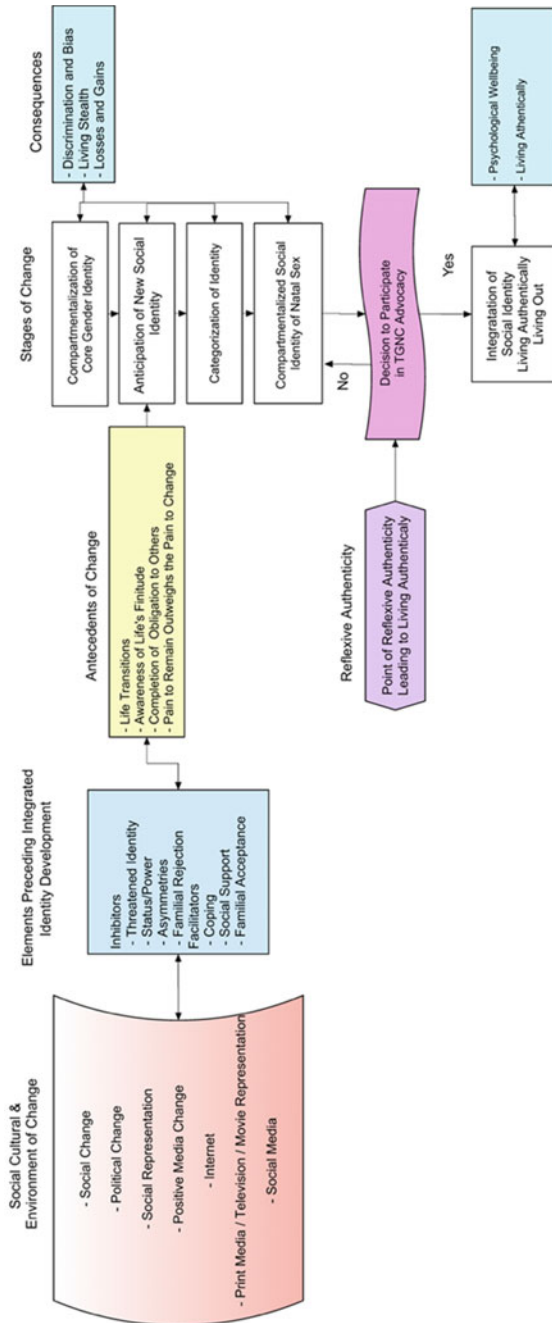 Social Cultural &
Environment of Change
- Social Change
- Political Change
- Social Representation
- Positive Media Change
- Internet
- Print Media / Television / Movie Representation
- Social Media
Elements Preceding Integrated
Identity Development
Inhibitors
- Threatened Identity
- Status/Power
- Asymmetries
- Familial Rejection
Facilitators
- Coping
- Social Support
- Familial Acceptance
Antecedents of Change
- Life Transitions
- Awareness of Life's Finitude
- Completion of Obligation to Others
- Pain to Remain Outweighs the Pain to Change
Reflexive Authenticity
Point of Reflexive Authenticity
Leading to Living Authenticaly
Stages of Change
Compartmentalization of
Core Gender Identity
Anticipation of New Social
Identity
Categorization of Identity
Compartmentalized Social
Identity of Natal Sex
No
Decision to Participate
in TGNC Advocacy
Yes
Integratation of
Social Identity
Living Authentically
Living Out
Consequences
- Discrimination and Bias
- Living Stealth
- Losses and Gains
- Psychological Wellbeing
- Living Athentically